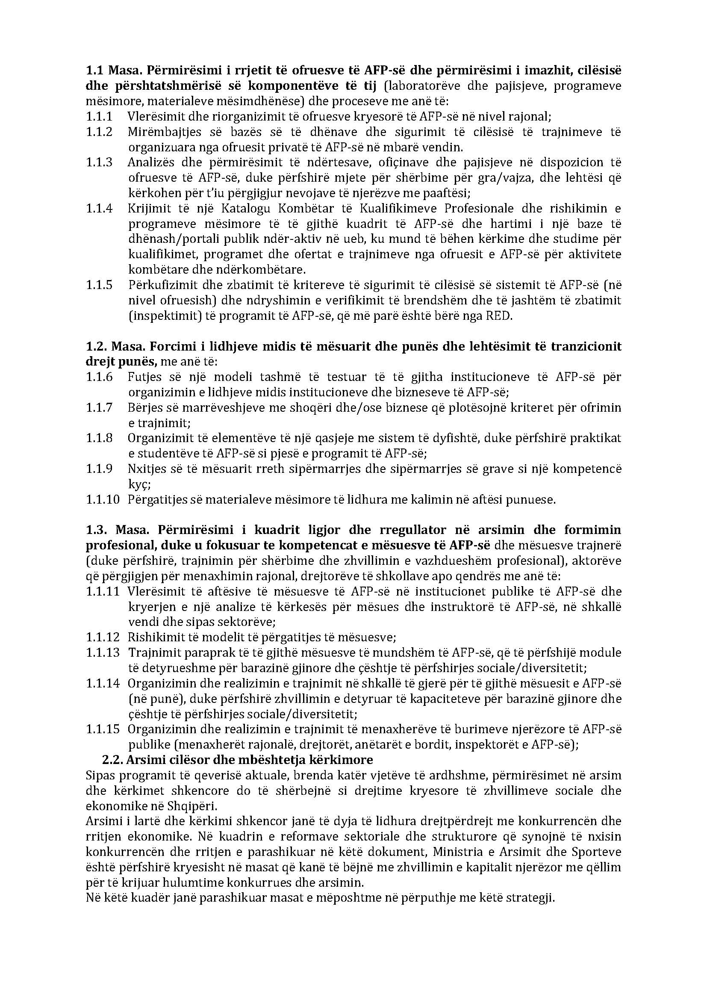 1.1 Masa. Përmirësimi i rrjetit të ofruesve të AFP-së dhe përmirësimi i imazhit, cilësisë
dhe përshtatshmërisë së komponentëve të tij (laboratorëve dhe pajisjeve, programeve
mësimore, materialeve mësimdhënëse) dhe proceseve me anë të:
1.1.1 Vlerësimit dhe riorganizimit të ofruesve kryesorë të AFP-së në nivel rajonal;
1.1.2 Mirëmbajtjes së bazës së të dhënave dhe sigurimit të cilësisë të trajnimeve të
organizuara nga ofruesit privatë të AFP-së në mbarë vendin.
1.1.3 Analizës dhe përmirësimit të ndërtesave, ofiçinave dhe pajisjeve në dispozicion të
ofruesve të AFP-së, duke përfshirë mjete për shërbime për gra/vajza, dhe lehtësi që
kërkohen për t’iu përgjigjur nevojave të njerëzve me paaftësi;
1.1.4 Krijimit të një Katalogu Kombëtar të Kualifikimeve Profesionale dhe rishikimin e
programeve mësimore të të gjithë kuadrit të AFP-së dhe hartimi i një baze të
dhënash/portali publik ndër-aktiv në ueb, ku mund të bëhen kërkime dhe studime për
kualifikimet, programet dhe ofertat e trajnimeve nga ofruesit e AFP-së për aktivitete
kombëtare dhe ndërkombëtare.
1.1.5 Përkufizimit dhe zbatimit të kritereve të sigurimit të cilësisë së sistemit të AFP-së (në
nivel ofruesish) dhe ndryshimin e verifikimit të brendshëm dhe të jashtëm të zbatimit
(inspektimit) të programit të AFP-së, që më parë është bërë nga RED.
1.2. Masa. Forcimi i lidhjeve midis të mësuarit dhe punës dhe lehtësimit të tranzicionit
drejt punës, me anë të:
1.1.6 Futjes së një modeli tashmë të testuar të të gjitha institucioneve të AFP-së për
organizimin e lidhjeve midis institucioneve dhe bizneseve të AFP-së;
1.1.7 Bërjes së marrëveshjeve me shoqëri dhe/ose biznese që plotësojnë kriteret për ofrimin
e trajnimit;
1.1.8 Organizimit të elementëve të një qasjeje me sistem të dyfishtë, duke përfshirë praktikat
e studentëve të AFP-së si pjesë e programit të AFP-së;
1.1.9 Nxitjes së të mësuarit rreth sipërmarrjes dhe sipërmarrjes së grave si një kompetencë
kyç;
1.1.10 Përgatitjes së materialeve mësimore të lidhura me kalimin në aftësi punuese.
1.3. Masa. Përmirësimi i kuadrit ligjor dhe rregullator në arsimin dhe formimin
profesional, duke u fokusuar te kompetencat e mësuesve të AFP-së dhe mësuesve trajnerë
(duke përfshirë, trajnimin për shërbime dhe zhvillimin e vazhdueshëm profesional), aktorëve
që përgjigjen për menaxhimin rajonal, drejtorëve të shkollave apo qendrës me anë të:
1.1.11 Vlerësimit të aftësive të mësuesve të AFP-së në institucionet publike të AFP-së dhe
kryerjen e një analize të kërkesës për mësues dhe instruktorë të AFP-së, në shkallë
vendi dhe sipas sektorëve;
1.1.12 Rishikimit të modelit të përgatitjes të mësuesve;
1.1.13 Trajnimit paraprak të të gjithë mësuesve të mundshëm të AFP-së, që të përfshijë module
të detyrueshme për barazinë gjinore dhe çështje të përfshirjes sociale/diversitetit;
1.1.14 Organizimin dhe realizimin e trajnimit në shkallë të gjerë për të gjithë mësuesit e AFP-së
(në punë), duke përfshirë zhvillimin e detyruar të kapaciteteve për barazinë gjinore dhe
çështje të përfshirjes sociale/diversitetit;
1.1.15 Organizimin dhe realizimin e trajnimit të menaxherëve të burimeve njerëzore të AFP-së
publike (menaxherët rajonalë, drejtorët, anëtarët e bordit, inspektorët e AFP-së);
2.2. Arsimi cilësor dhe mbështetja kërkimore
Sipas programit të qeverisë aktuale, brenda katër vjetëve të ardhshme, përmirësimet në arsim
dhe kërkimet shkencore do të shërbejnë si drejtime kryesore të zhvillimeve sociale dhe
ekonomike në Shqipëri.
Arsimi i lartë dhe kërkimi shkencor janë të dyja të lidhura drejtpërdrejt me konkurrencën dhe
rritjen ekonomike. Në kuadrin e reformave sektoriale dhe strukturore që synojnë të nxisin
konkurrencën dhe rritjen e parashikuar në këtë dokument, Ministria e Arsimit dhe Sporteve
është përfshirë kryesisht në masat që kanë të bëjnë me zhvillimin e kapitalit njerëzor me qëllim
për të krijuar hulumtime konkurrues dhe arsimin.
Në këtë kuadër janë parashikuar masat e mëposhtme në përputhje me këtë strategji.